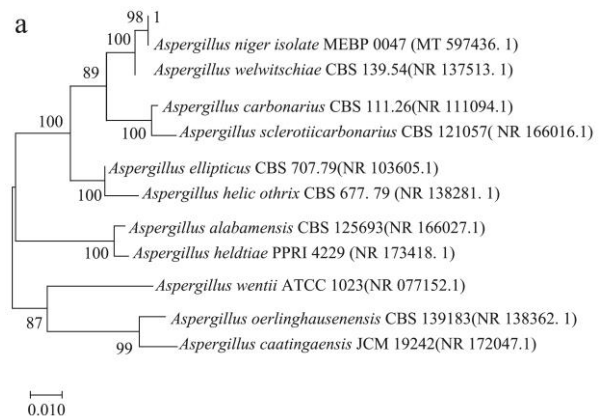 a
98 1
100
Aspergillus niger isolate MEBP 0047 (MT 597436. 1)
Aspergillus welwitschiae CBS 139.54(NR 137513. 1)
89
Aspergillus carbonarius CBS 111.26(NR 111094.1)
100
Aspergillus sclerotiicarbonarius CBS 121057( NR 166016.1)
100
Aspergillus ellipticus CBS 707.79(NR 103605.1)
100
Aspergillus helic othrix CBS 677. 79 (NR 138281. 1)
Aspergillus alabamensis CBS 125693(NR 166027.1)
100
Aspergillus heldtiae PPRI 4229 (NR 173418. 1)
Aspergillus wentii ATCC 1023(NR 077152.1)
87
Aspergillus oerlinghausenensis CBS 139183(NR 138362. 1)
99
Aspergillus caatingaensis JCM 19242(NR 172047.1)
0.010